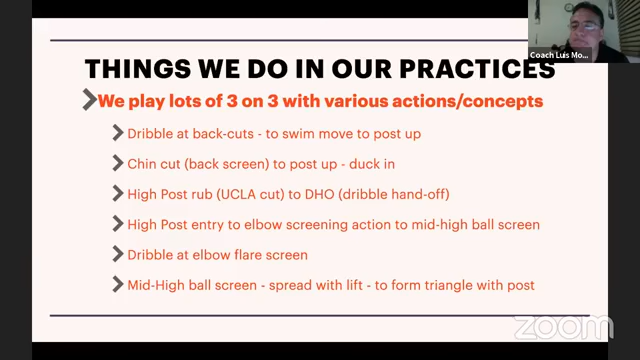 Coach Luis Mo...
THINGS WE DO IN OUR PRACTICES
We play lots of 3 on 3 with various actions/concepts
Dribble at back-cuts - to swim move to post up
Chin cut (back screen) to post up - duck in
High Post rub (UCLA cut) to DHO (dribble hand-off)
High Post entry to elbow screening action to mid-high ball screen
Dribble at elbow flare screen
Mid-High ball screen - spread with lift - to form triangle with post
zoom